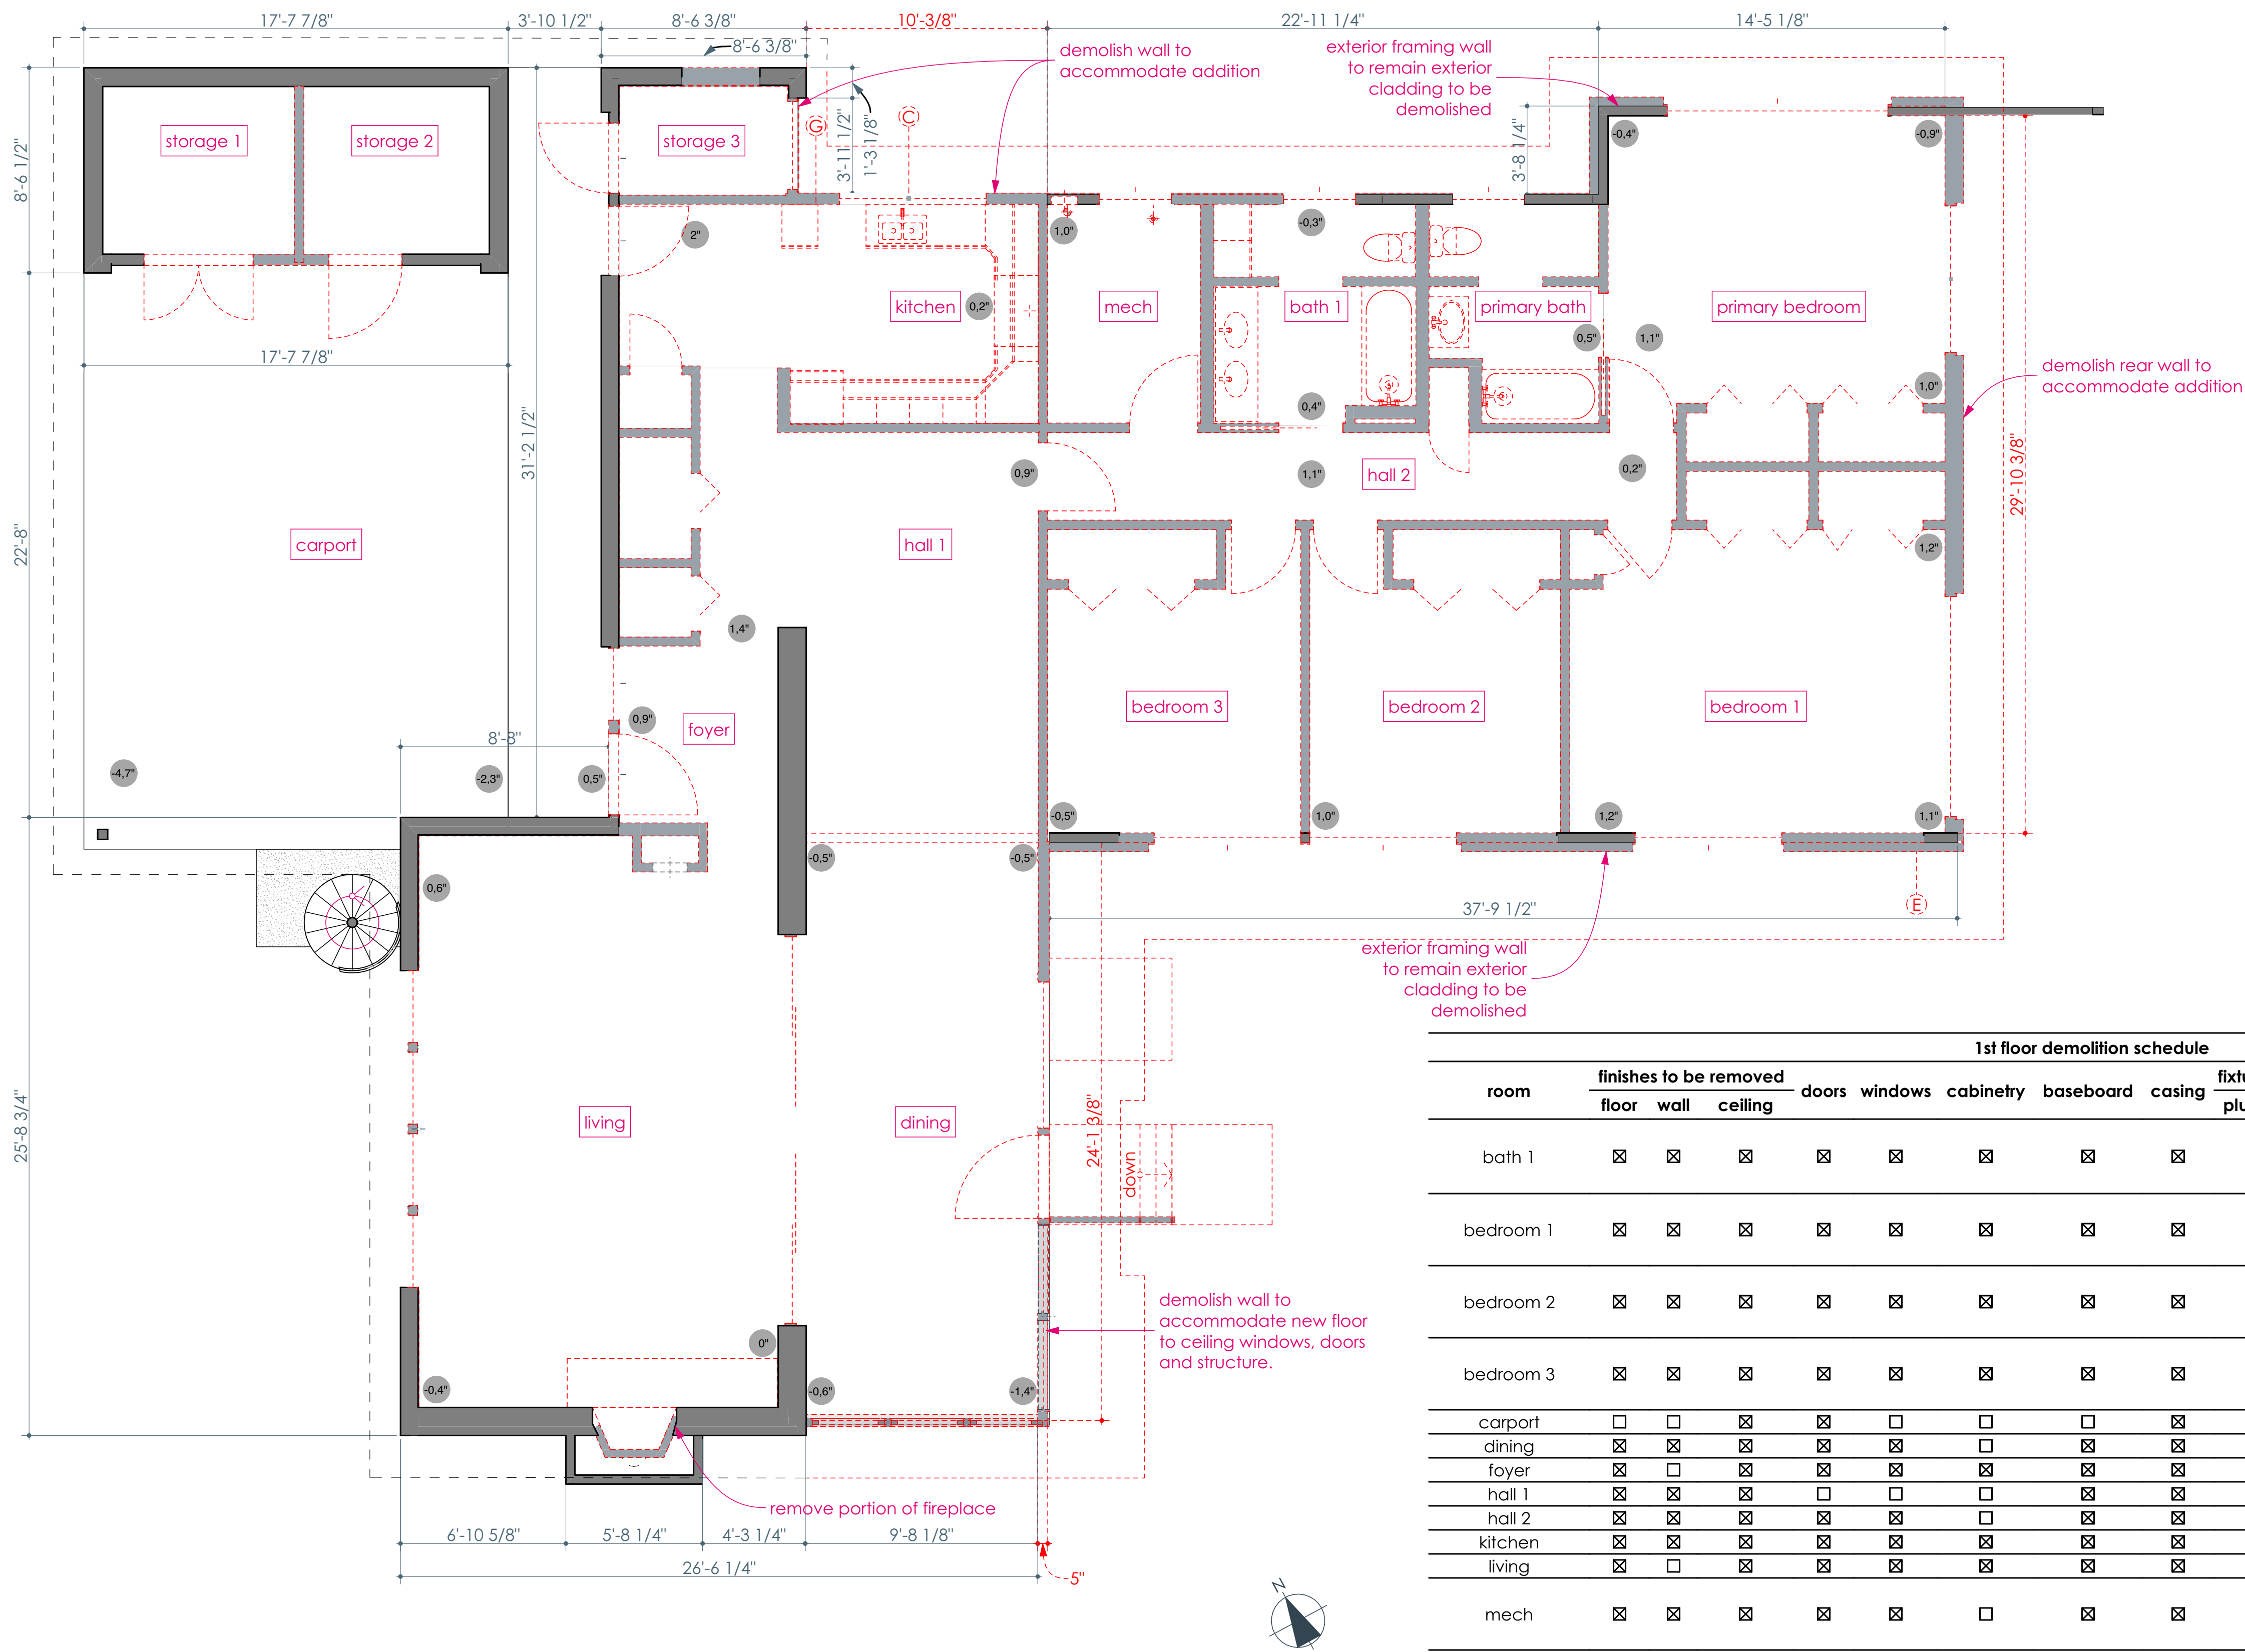 17'-7 7/8"
3'-10 1/2"
8'-6 3/8"
10'-3/8"
22'-11 1/4"
14'-5 1/8"
8'-6 3/8"
demolish wall to
accommodate addition
exterior framing wall
to remain exterior
cladding to be
demolished
8'-6 1/2"
storage 1
storage 2
storage 3
3'-11 1/2"
1'-3 1/8"
G
C
3'-8 1/4"
-0,4"
-0,9"
2"
1,0"
-0,3"
kitchen
0,2"
mech
bath 1
primary bath
primary bedroom
0,5"
1,1"
17'-7 7/8"
demolish rear wall to
accommodate addition
1,0"
0,4"
31'-2 1/2"
0,9"
1,1"
hall 2
0,2"
29'-10 3/8"
22'-8"
carport
hall 1
1,2"
1,4"
bedroom 3
bedroom 2
bedroom 1
0,9"
foyer
8'-8"
-4,7"
-2,3"
0,5"
-0,5"
1,0"
1,2"
1,1"
-0,5"
-0,5"
0,6"
E
37'-9 1/2"
exterior framing wall
to remain exterior
cladding to be
demolished
25'-8 3/4"
living
dining
24'-1 3/8"
down
demolish wall to
accommodate new floor
to ceiling windows, doors
and structure.
0"
-0,4"
-0,6"
-1,4"
remove portion of fireplace
6'-10 5/8"
5'-8 1/4"
4'-3 1/4"
9'-8 1/8"
26'-6 1/4"
5"
N
1st floor demolition schedule
room
finishes to be removed
doors
windows
cabinetry
baseboard
casing
floor
wall
ceiling
bath 1
bedroom 1
bedroom 2
bedroom 3
carport
dining
foyer
hall 1
hall 2
kitchen
living
mech